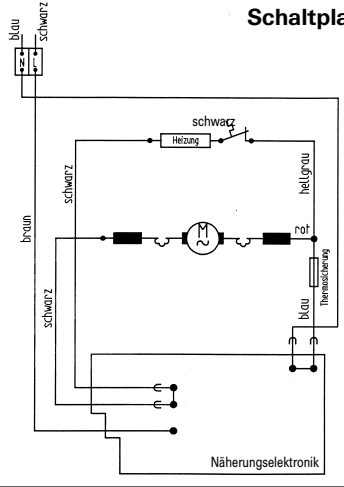 Schaltpla
blau
schwarz
N
L
schwarz
Heizung
schwarz
hellgrau
M
rot
braun
Thermosicherung
schwarz
blau
Näherungselektronik